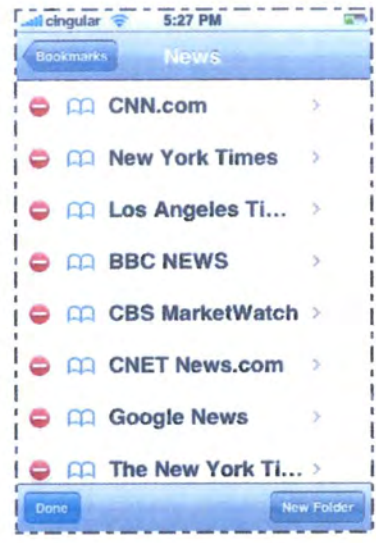 cingular 5:27 PM
Bookmarks News
CNN.com
New York Times
Los Angeles Ti...
BBC NEWS
CBS MarketWatch
CNET News.com
Google News
The New York Ti...
Done New Folder